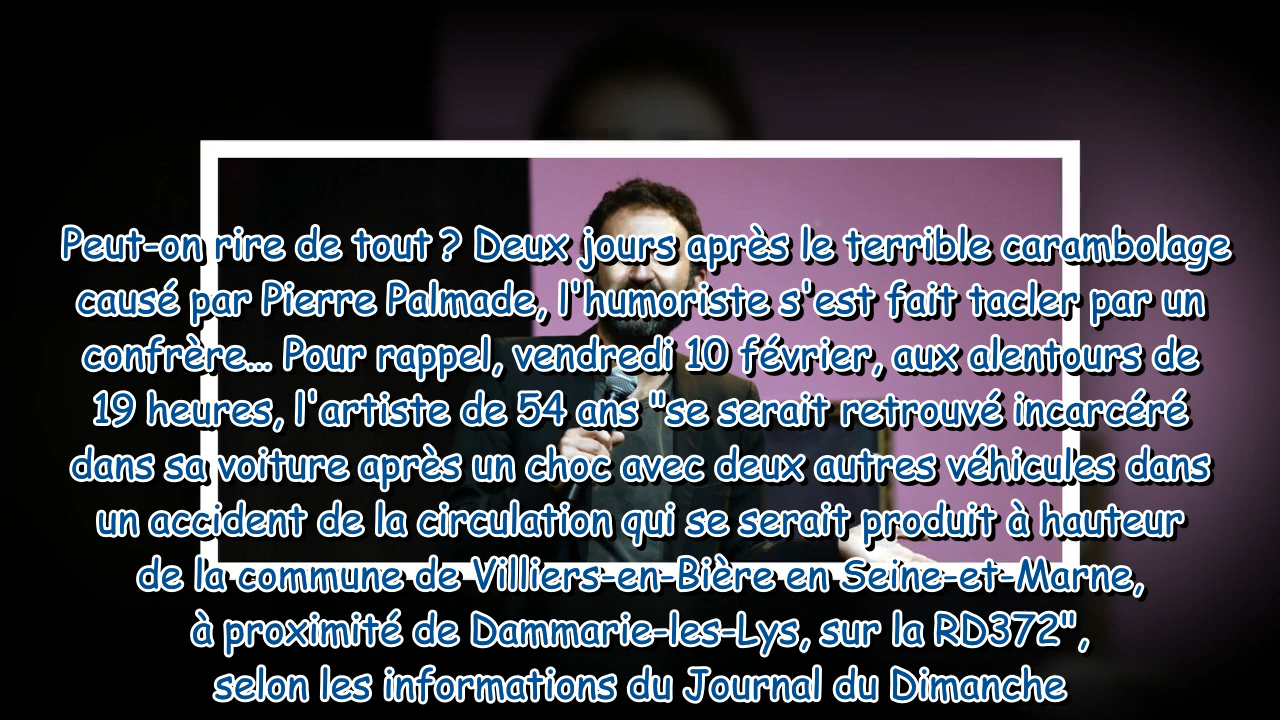 Peut-on rire de tout ? Deux jours après le terrible carambolage
causé par Pierre Palmade, l'humoriste s'est fait tacler par un
confrère... Pour rappel, vendredi 10 février, aux alentours de
19 heures, l'artiste de 54 ans "se serait retrouvé incarcéré
dans sa voiture après un choc avec deux autres véhicules dans
un accident de la circulation qui se serait produit à hauteur
de la commune de Villiers-en-Bière en Seine-et-Marne,
à proximité de Dammarie-les-Lys, sur la RD372",
selon les informations du Journal du Dimanche